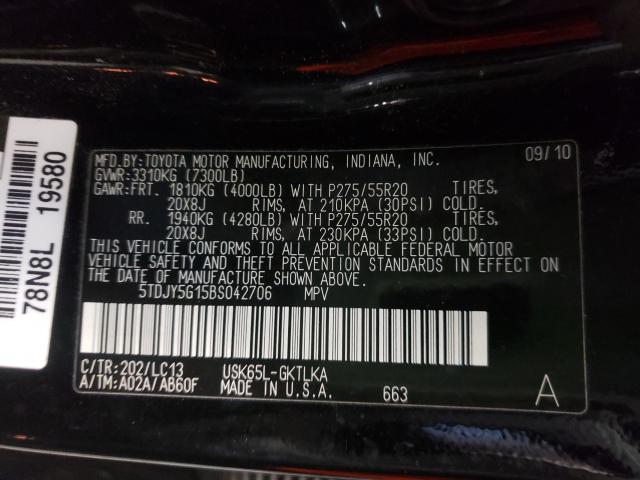 MFD.BY:TOYOTA MOTOR MANUFACTURING, INDIANA, INC. 09/10
GVWR:3310KG (7300LB)
GAWR:FRT. 1810KG (4000LB) WITH P275/55R20 TIRES,
20X8J RIMS, AT 210KPA (30PSI) COLD.
RR. 1940KG (4280LB) WITH P275/55R20 TIRES,
20X8J RIMS, AT 230KPA (33PSI) COLD.
THIS VEHICLE CONFORMS TO ALL APPLICABLE FEDERAL MOTOR
VEHICLE SAFETY AND THEFT PREVENTION STANDARDS IN EFFECT ON
THE DATE OF MANUFACTURE SHOWN ABOVE.
5TDJY5G15BS042706 MPV
C/TR:202/LC13 USK65L-GKTLKA
A/TM:A02A/AB60F MADE IN U.S.A. 663 A
78N8L 19580